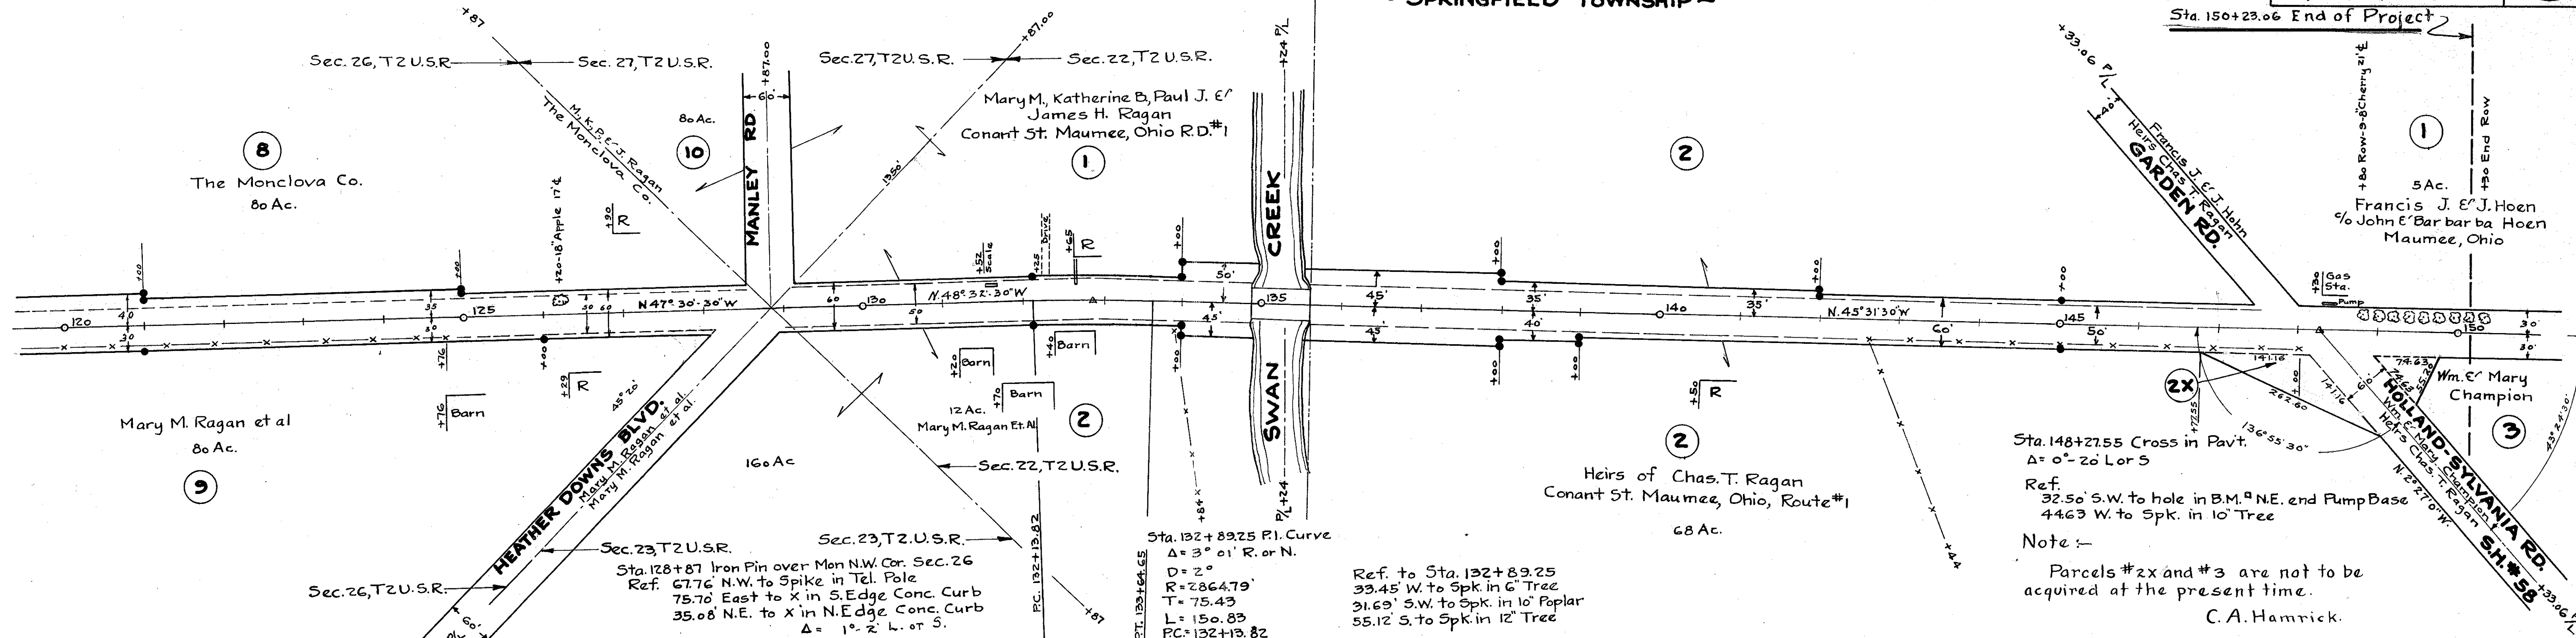 SPRINGFIELD TOWNSHIP
Sta. 150+23.06 End of Project
+87
Sec. 26, T2 U.S.R.
Sec. 27, T2 U.S.R.
+87.00
Sec. 27, T2 U.S.R.
Sec. 22, T2 U.S.R.
+87.00
+24 P/L
+33.06 P/L
40'
+80 Row-9-8"Cherry 21' ℄
+30 End Row
M., K., P., & J. Ragan
The Monclova Co.
60'
80 Ac.
10
MANLEY RD.
Mary M., Katherine B, Paul J. &
James H. Ragan
Conant St. Maumee, Ohio R.D. #1
1
1350'
8
The Monclova Co.
80 Ac.
2
Francis J. & J. Hohn
Heirs Chas. T. Ragan
GARDEN RD.
1
5 Ac.
Francis J. & J. Hoen
c/o John & Barbarba Hoen
Maumee, Ohio
+20-18"Apple 17' ℄
+90
R
+52
Scale
+25
Drive
+65
R
+00
CREEK
+00
+00
+00
+00
+00
+30
Gas
Sta.
Pump
120
40
30
35
30
125
30
60
N 47° 30'-30" W
60
130
50
N. 48° 32'-30" W
50'
45'
135
45'
45'
35'
40'
140
35'
N. 45° 31' 30" W
60'
145
50'
150
30'
30'
+76
+00
+29
R
+76
Barn
45°-20'
+20
Barn
+40
Barn
+70
Barn
+00
+00
+00
+50
R
SWAN
141.16
2X
+00
262.60
141.16
+77.55
136° 55' 30"
74.63
74.63
55.20
60
Wm. & Mary
Champion
3
43° 24' 30"
Mary M. Ragan et al
80 Ac.
9
HEATHER DOWNS BLVD.
Mary M. Ragan et al.
Mary M. Ragan et al.
160 Ac
12 Ac.
Mary M. Ragan Et. Al
2
Sec. 22, T2 U.S.R.
2
Heirs of Chas. T. Ragan
Conant St. Maumee, Ohio, Route #1
68 Ac.
+44
HOLLAND-SYLVANIA RD.
Wm. & Mary Champion
Heirs Chas. T. Ragan
N. 2° 27' 0" W.
S.H. #58
+33.06 P/L
Sta. 148+27.55 Cross in Pav't.
Δ = 0°- 20' L or S
Ref.
32.50' S.W. to hole in B.M. @ N.E. end Pump Base
44.63 W. to Spk. in 10" Tree
Note:-
Parcels #2x and #3 are not to be
acquired at the present time.
C. A. Hamrick.
Sec. 23, T2 U.S.R.
Sec. 23, T2 U.S.R.
Sec. 26, T2 U.S.R.
60'
Sta. 128+87 Iron Pin over Mon N.W. Cor. Sec. 26
Ref. 67.76' N.W. to Spike in Tel. Pole
75.70' East to X in S. Edge Conc. Curb
35.08' N.E. to X in N. Edge Conc. Curb
Δ = 1°- 2' L. or S.
+87
P.C. 132+13.82
P.T. 133+64.65
+84
P/L +24
Sta. 132+89.25 P.I. Curve
Δ = 3° 01' R. or N.
D = 2°
R = 2864.79'
T = 75.43
L = 150.83
P.C. = 132+13.82
Ref. to Sta. 132+89.25
33.45' W. to Spk. in 6" Tree
31.69' S.W. to Spk. in 10" Poplar
55.12' S. to Spk. in 12" Tree